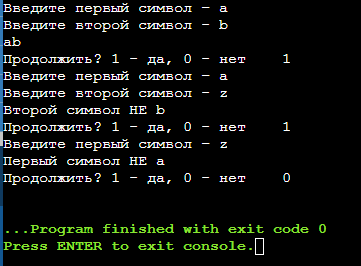 Введите первый символ - a
Введите второй символ - b
ab
Продолжить? 1 - да, 0 - нет    1
Введите первый символ - a
Введите второй символ - z
Второй символ НЕ b
Продолжить? 1 - да, 0 - нет    1
Введите первый символ - z
Первый символ НЕ a
Продолжить? 1 - да, 0 - нет    0
...Program finished with exit code 0
Press ENTER to exit console.